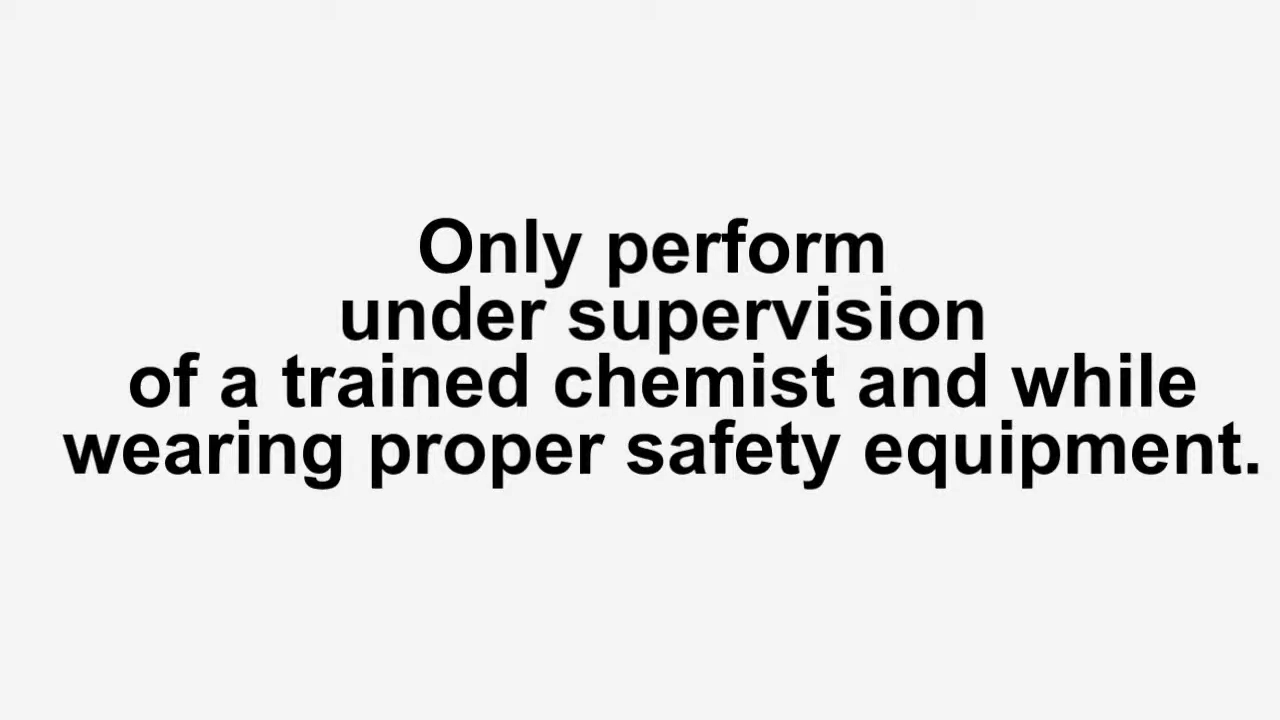 Only perform
under supervision
of a trained chemist and while
wearing proper safety equipment.